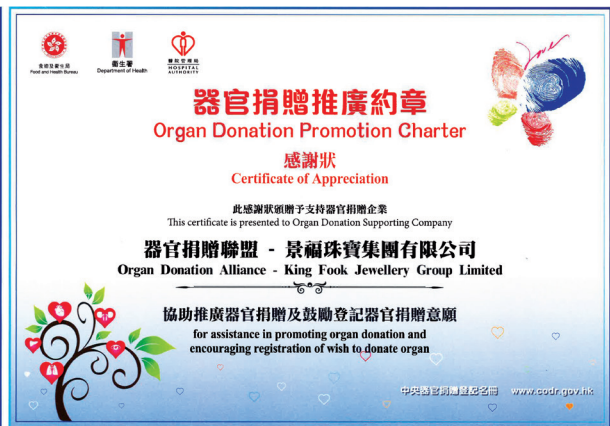 食物及衞生局
Food and Health Bureau
衞生署
Department of Health
醫院管理局
HOSPITAL
AUTHORITY
Love
器官捐贈推廣約章
Organ Donation Promotion Charter
感謝狀
Certificate of Appreciation
此感謝狀頒贈予支持器官捐贈企業
This certificate is presented to Organ Donation Supporting Company
器官捐贈聯盟 - 景福珠寶集團有限公司
Organ Donation Alliance - King Fook Jewellery Group Limited
協助推廣器官捐贈及鼓勵登記器官捐贈意願
for assistance in promoting organ donation and
encouraging registration of wish to donate organ
中央器官捐贈登記名冊 www.codr.gov.hk